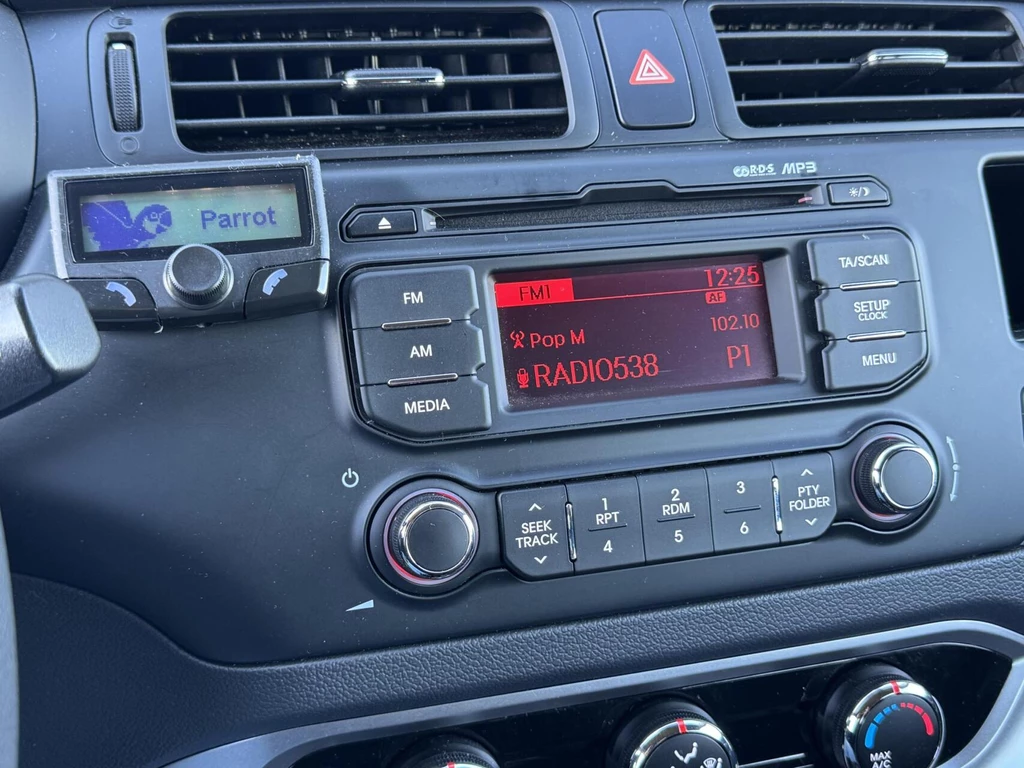 R·D·S MP3
Parrot
FM
AM
MEDIA
FM1 12:25
AF
Pop M 102.10
RADIO538 P1
TA/SCAN
SETUP
CLOCK
MENU
SEEK
TRACK
1
RPT
4
2
RDM
5
3
6
PTY
FOLDER
MAX
A/C